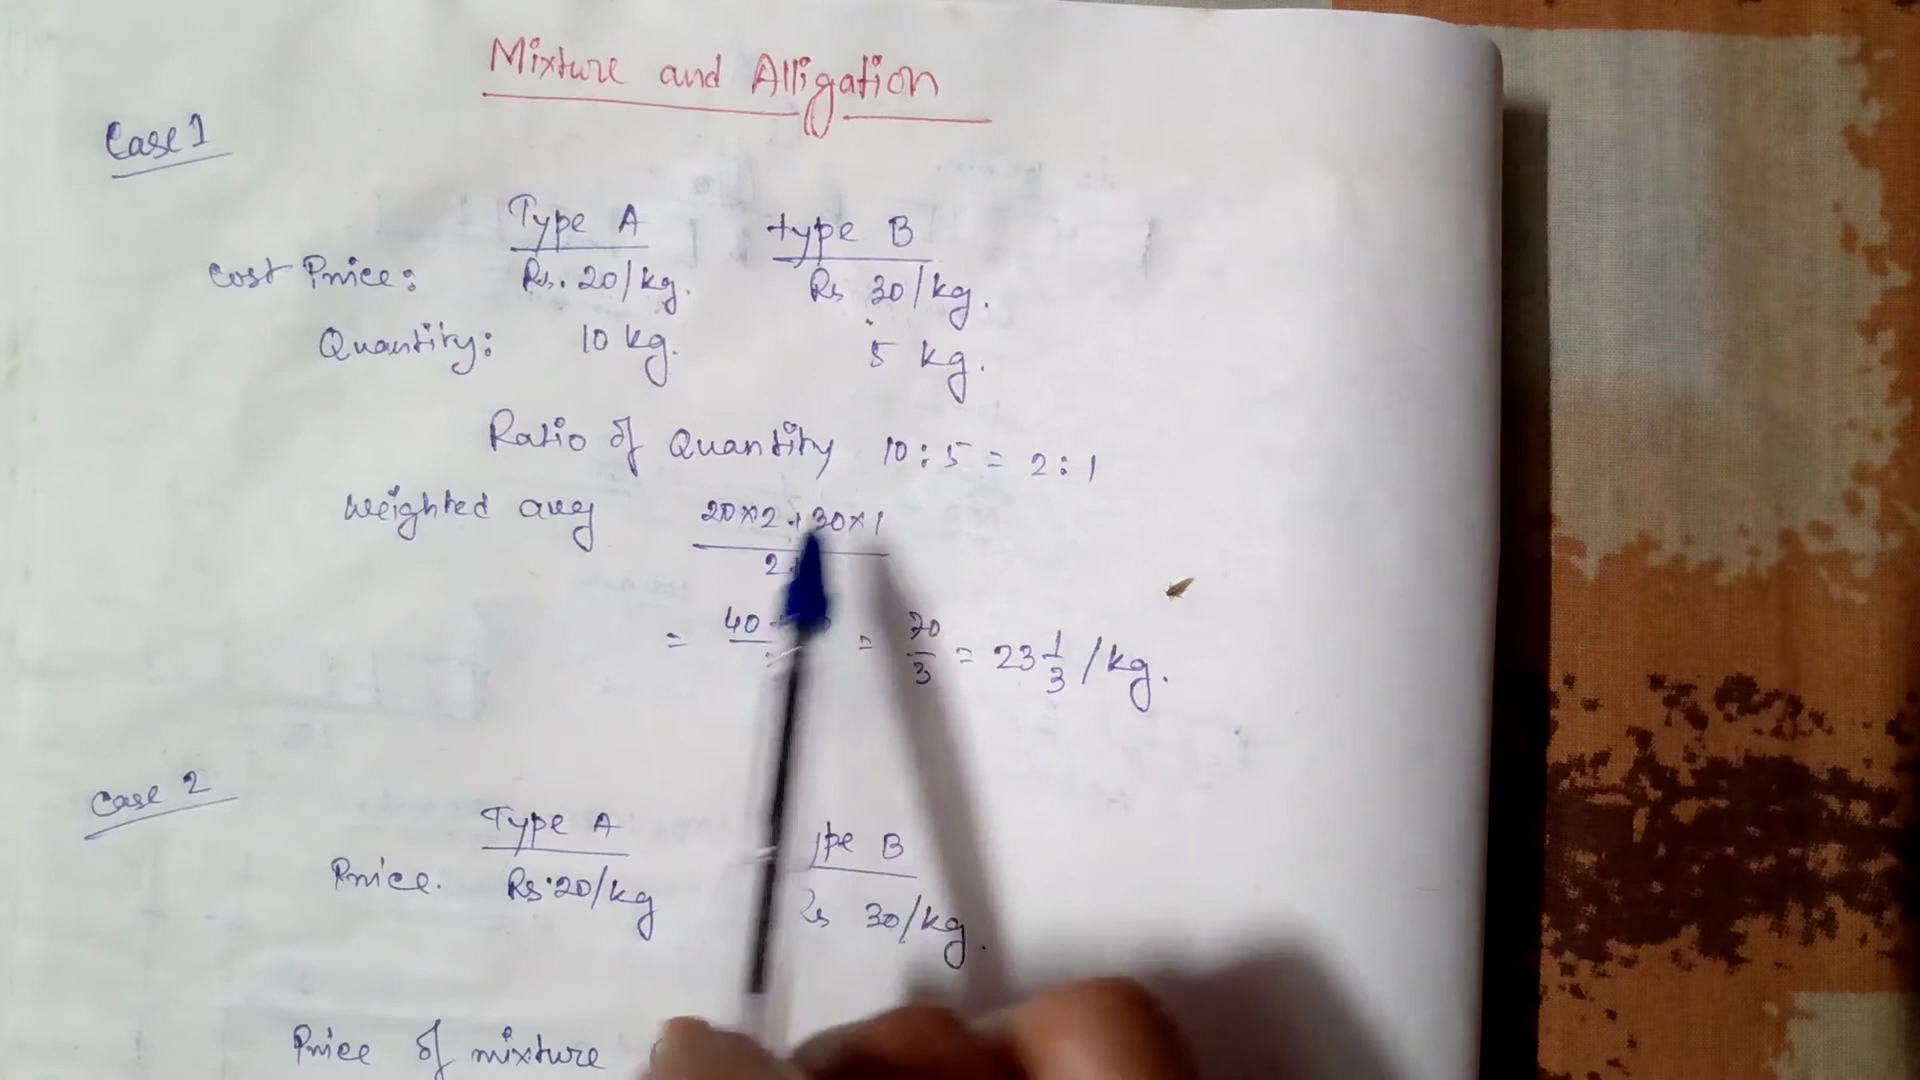 Mixture and Alligation
Case 1
Type A type B
Cost Price: Rs. 20/kg. Rs 30/kg.
Quantity: 10 kg. 5 kg.
Ratio of Quantity 10:5 = 2:1
Weighted avg 20×2+30×1
2
= 40 = 70/3 = 23 1/3 /kg.
Case 2
Type A B
Price. Rs.20/kg 30/kg.
Price of mixture